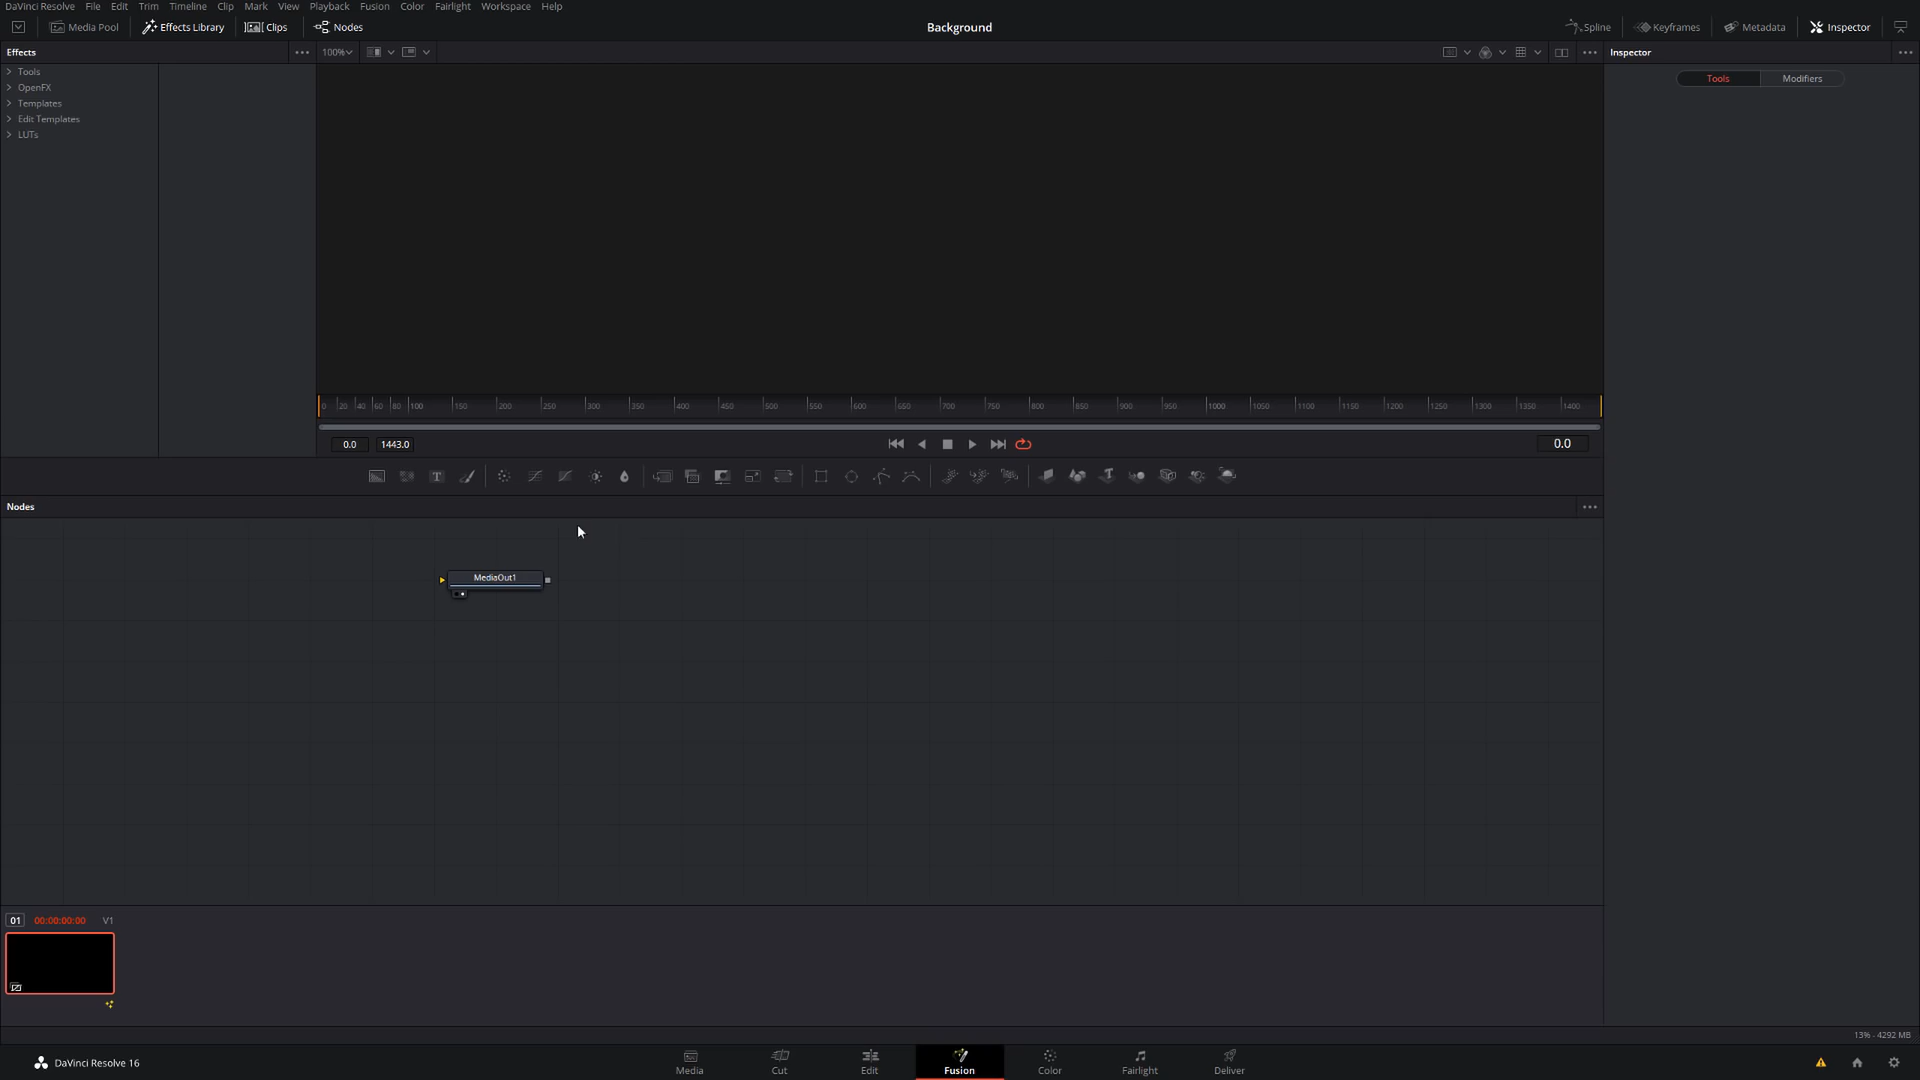 DaVinci Resolve File Edit Trim Timeline Clip Mark View Playback Fusion Color Fairlight Workspace Help
Media Pool Effects Library Clips Nodes Background Spline Keyframes Metadata Inspector
Effects 100% Inspector
Tools Modifiers
Tools
OpenFX
Templates
Edit Templates
LUTs
0 20 40 60 80 100 150 200 250 300 350 400 450 500 550 600 650 700 750 800 850 900 950 1000 1050 1100 1150 1200 1250 1300 1350 1400
0.0 1443.0 0.0
T
Nodes
MediaOut1
01 00:00:00:00 V1
13% - 4292 MB
DaVinci Resolve 16 Media Cut Edit Fusion Color Fairlight Deliver